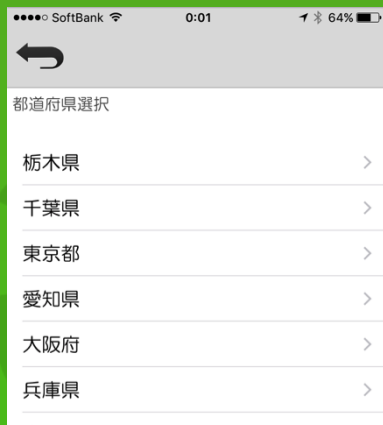 SoftBank 0:01 64%
都道府県選択
栃木県
千葉県
東京都
愛知県
大阪府
兵庫県